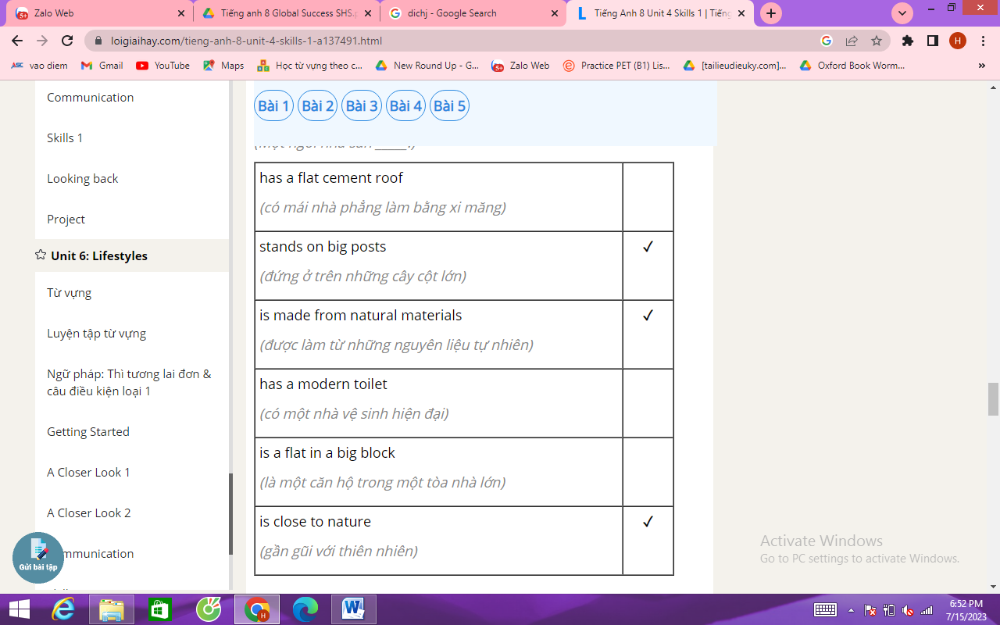 Zalo Web
Tiếng anh 8 Global Success SHS.p
dichj - Google Search
Tiếng Anh 8 Unit 4 Skills 1 | Tiếng
loigiaihay.com/tieng-anh-8-unit-4-skills-1-a137491.html
H
ASC vao diem
Gmail
YouTube
Maps
Học từ vựng theo c...
New Round Up - G...
Zalo Web
Practice PET (B1) Lis...
[tailieudieuky.com]...
Oxford Book Worm...
»
Communication
Skills 1
Looking back
Project
Unit 6: Lifestyles
Từ vựng
Luyện tập từ vựng
Ngữ pháp: Thì tương lai đơn &
câu điều kiện loại 1
Getting Started
A Closer Look 1
A Closer Look 2
mmunication
Gửi bài tập
Bài 1 Bài 2 Bài 3 Bài 4 Bài 5
(Một ngôi nhà sàn _____.)
has a flat cement roof
(có mái nhà phẳng làm bằng xi măng)
stands on big posts ✓
(đứng ở trên những cây cột lớn)
is made from natural materials ✓
(được làm từ những nguyên liệu tự nhiên)
has a modern toilet
(có một nhà vệ sinh hiện đại)
is a flat in a big block
(là một căn hộ trong một tòa nhà lớn)
is close to nature ✓
(gần gũi với thiên nhiên)
Activate Windows
Go to PC settings to activate Windows.
6:52 PM
7/15/2023